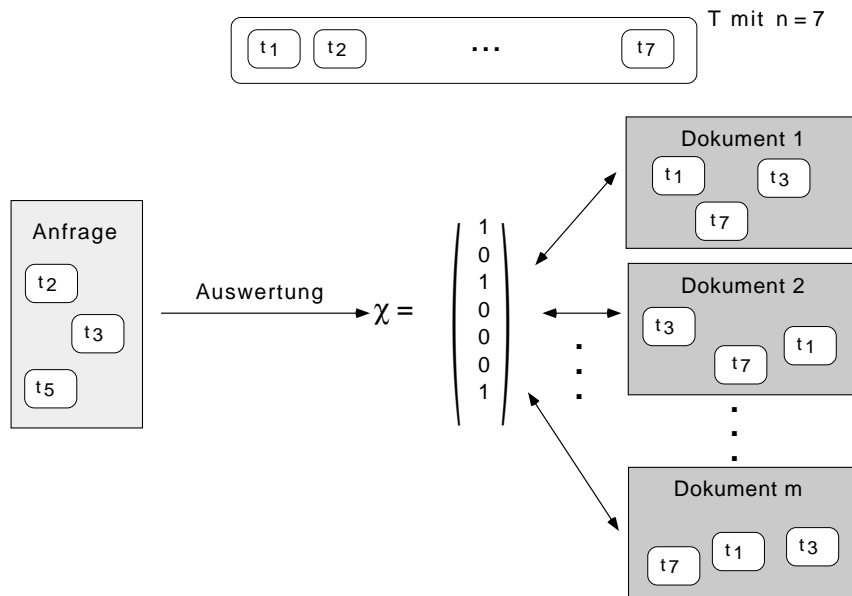 T mit n = 7
t1 t2 ... t7
Dokument 1
t1 t3
t7
Anfrage
t2
t3
t5
Auswertung
χ =
1
0
1
0
0
0
1
Dokument 2
t3
t7
t1
Dokument m
t7
t1
t3